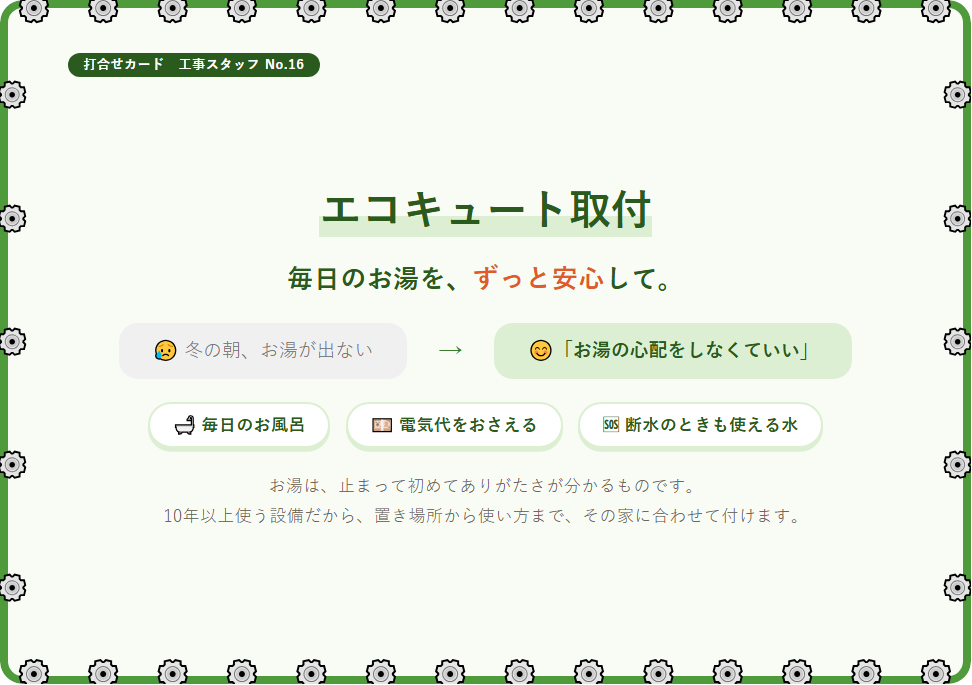 打合せカード　工事スタッフ No.16
エコキュート取付
毎日のお湯を、ずっと安心して。
😥 冬の朝、お湯が出ない → 😊「お湯の心配をしなくていい」
🛁 毎日のお風呂 💴 電気代をおさえる 🆘 断水のときも使える水
お湯は、止まって初めてありがたさが分かるものです。
10年以上使う設備だから、置き場所から使い方まで、その家に合わせて付けます。